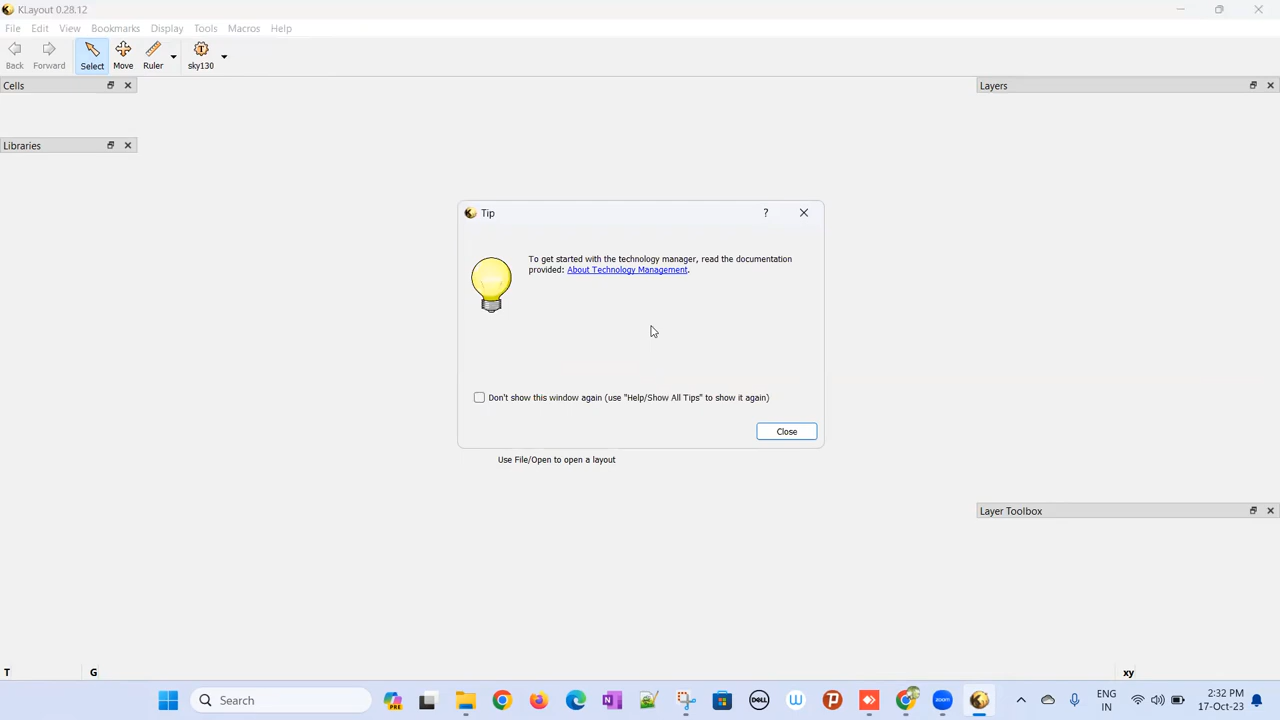 KLayout 0.28.12
File Edit View Bookmarks Display Tools Macros Help
Back Forward Select Move Ruler sky130
Cells
Layers
Libraries
Tip
?
To get started with the technology manager, read the documentation
provided: About Technology Management.
Don't show this window again (use "Help/Show All Tips" to show it again)
Close
Use File/Open to open a layout
Layer Toolbox
T G xy
Search
PRE
DELL
zoom
ENG
IN
2:32 PM
17-Oct-23